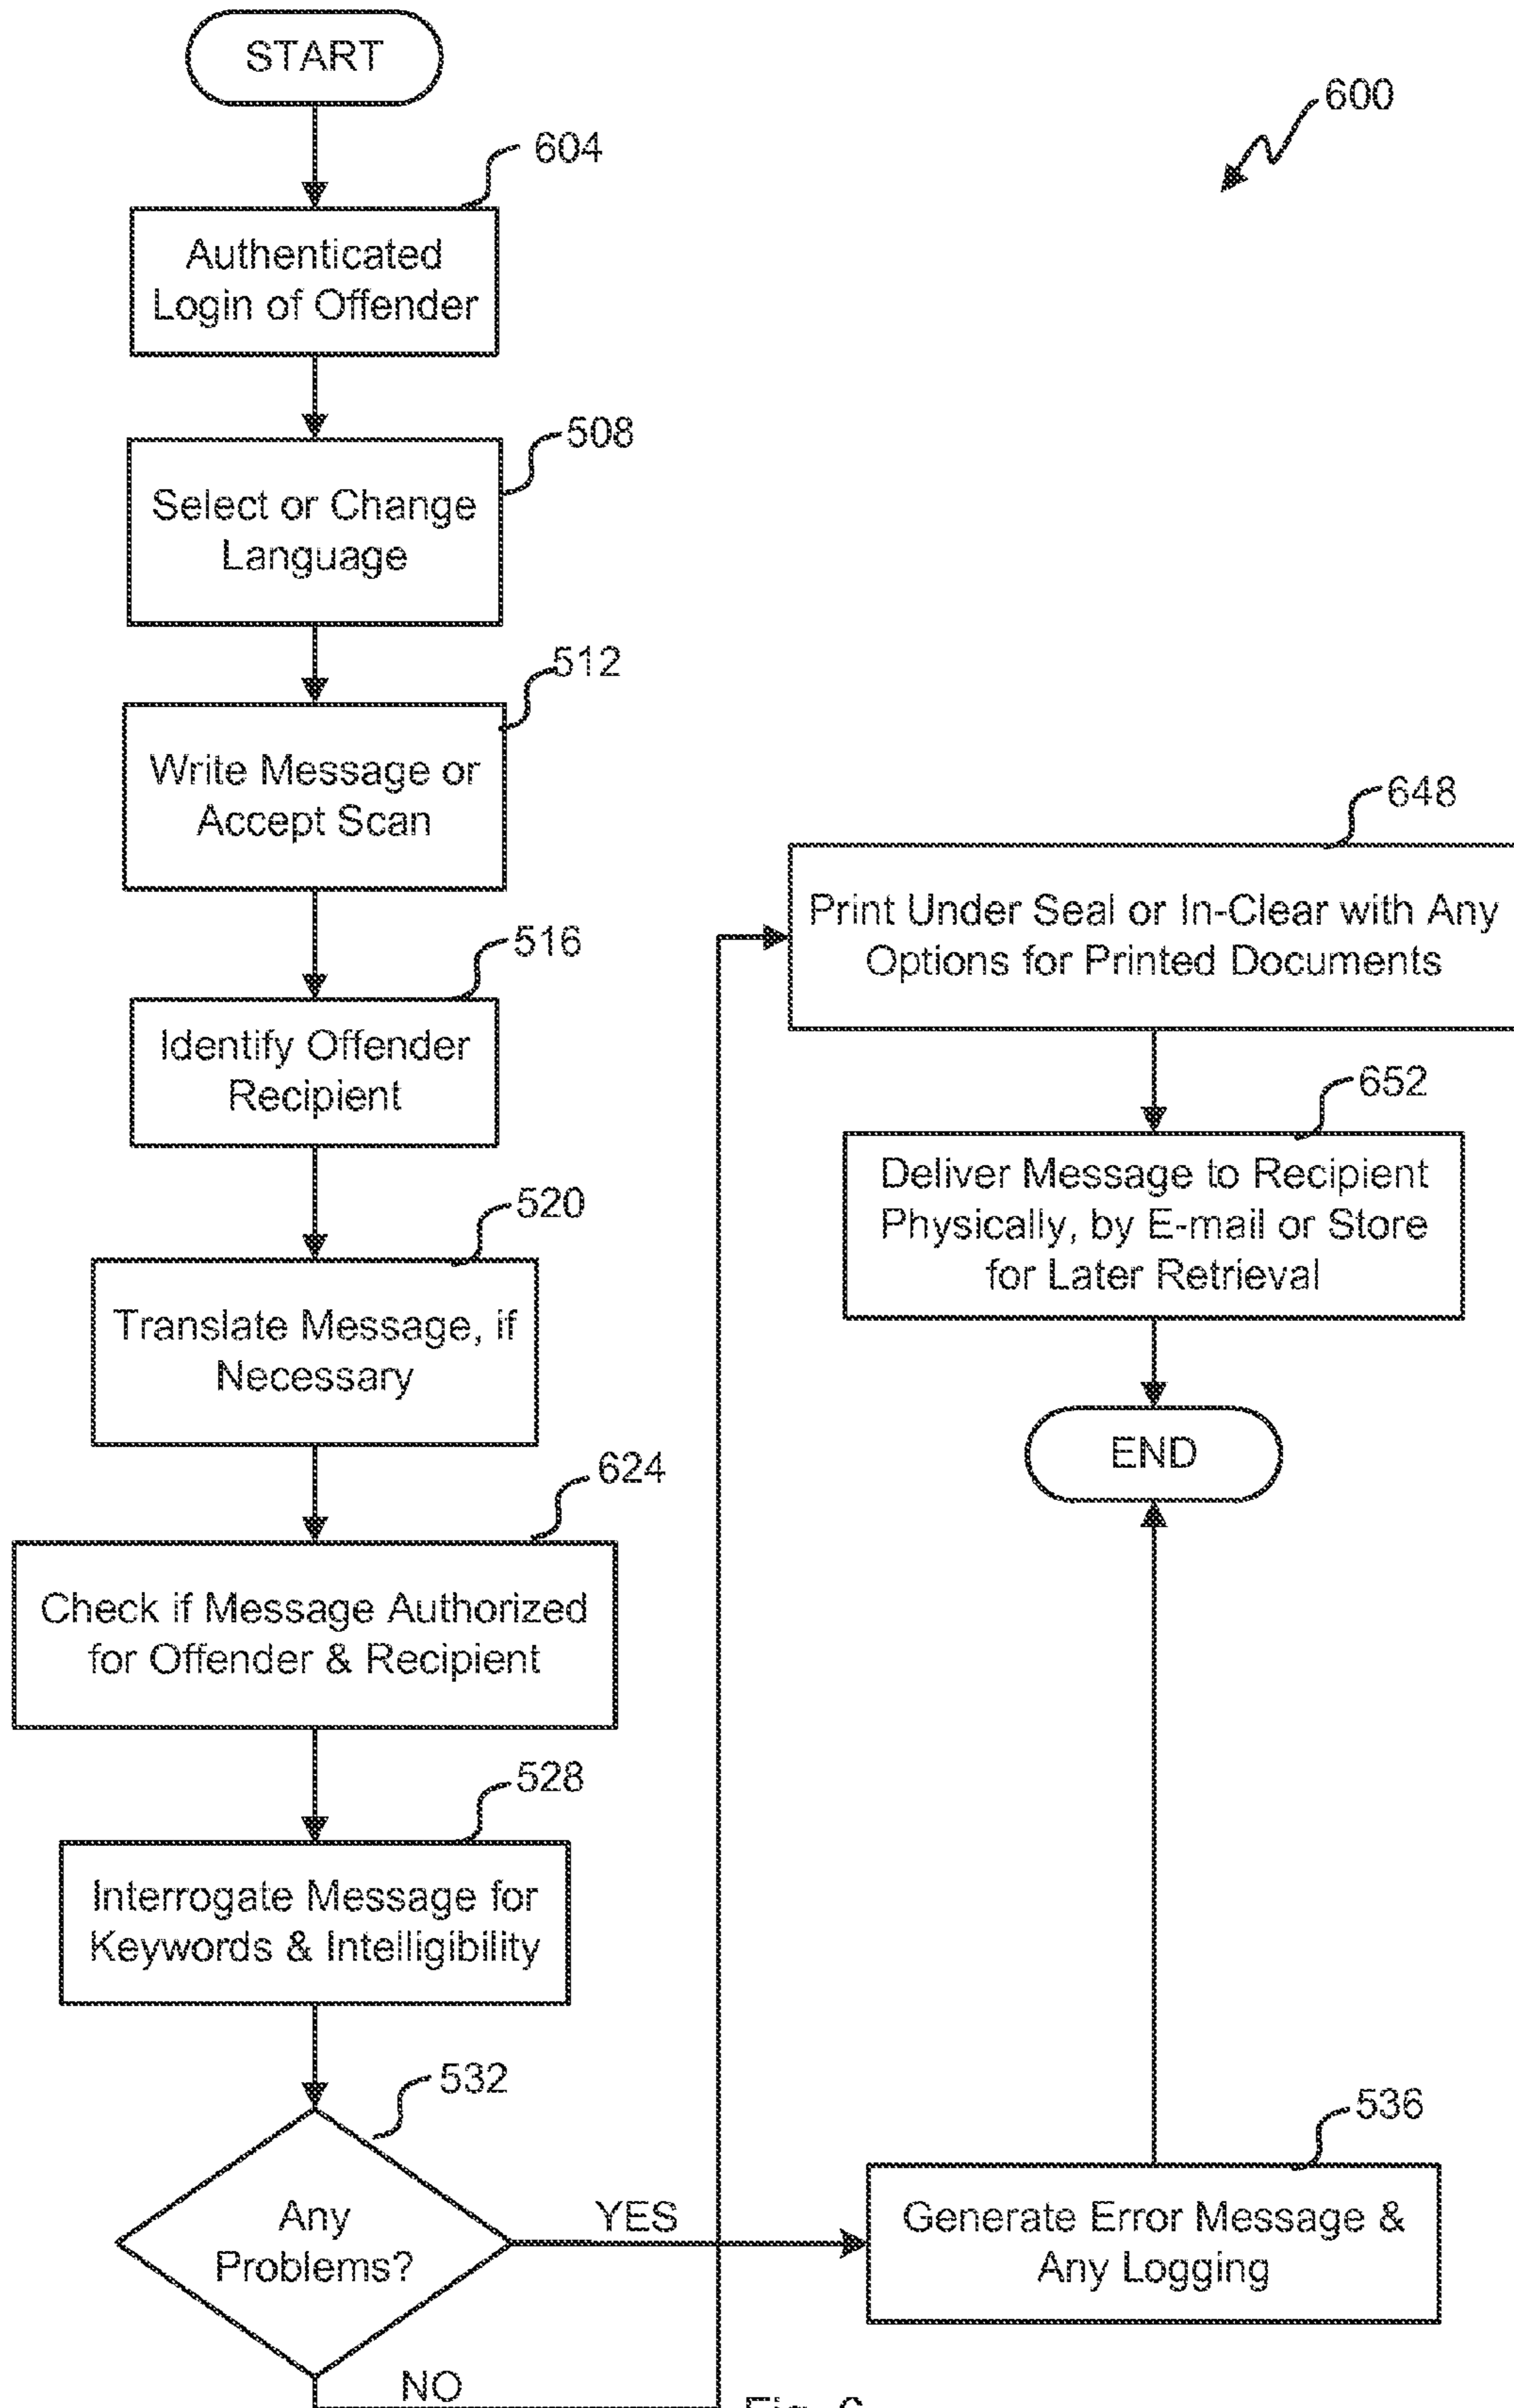 START
600
604
Authenticated
Login of Offender
508
Select or Change
Language
512
Write Message or
Accept Scan
516
Identify Offender
Recipient
520
Translate Message, if
Necessary
624
Check if Message Authorized
for Offender & Recipient
528
Interrogate Message for
Keywords & Intelligibility
532
Any
Problems?
YES
NO
648
Print Under Seal or In-Clear with Any
Options for Printed Documents
652
Deliver Message to Recipient
Physically, by E-mail or Store
for Later Retrieval
END
536
Generate Error Message &
Any Logging